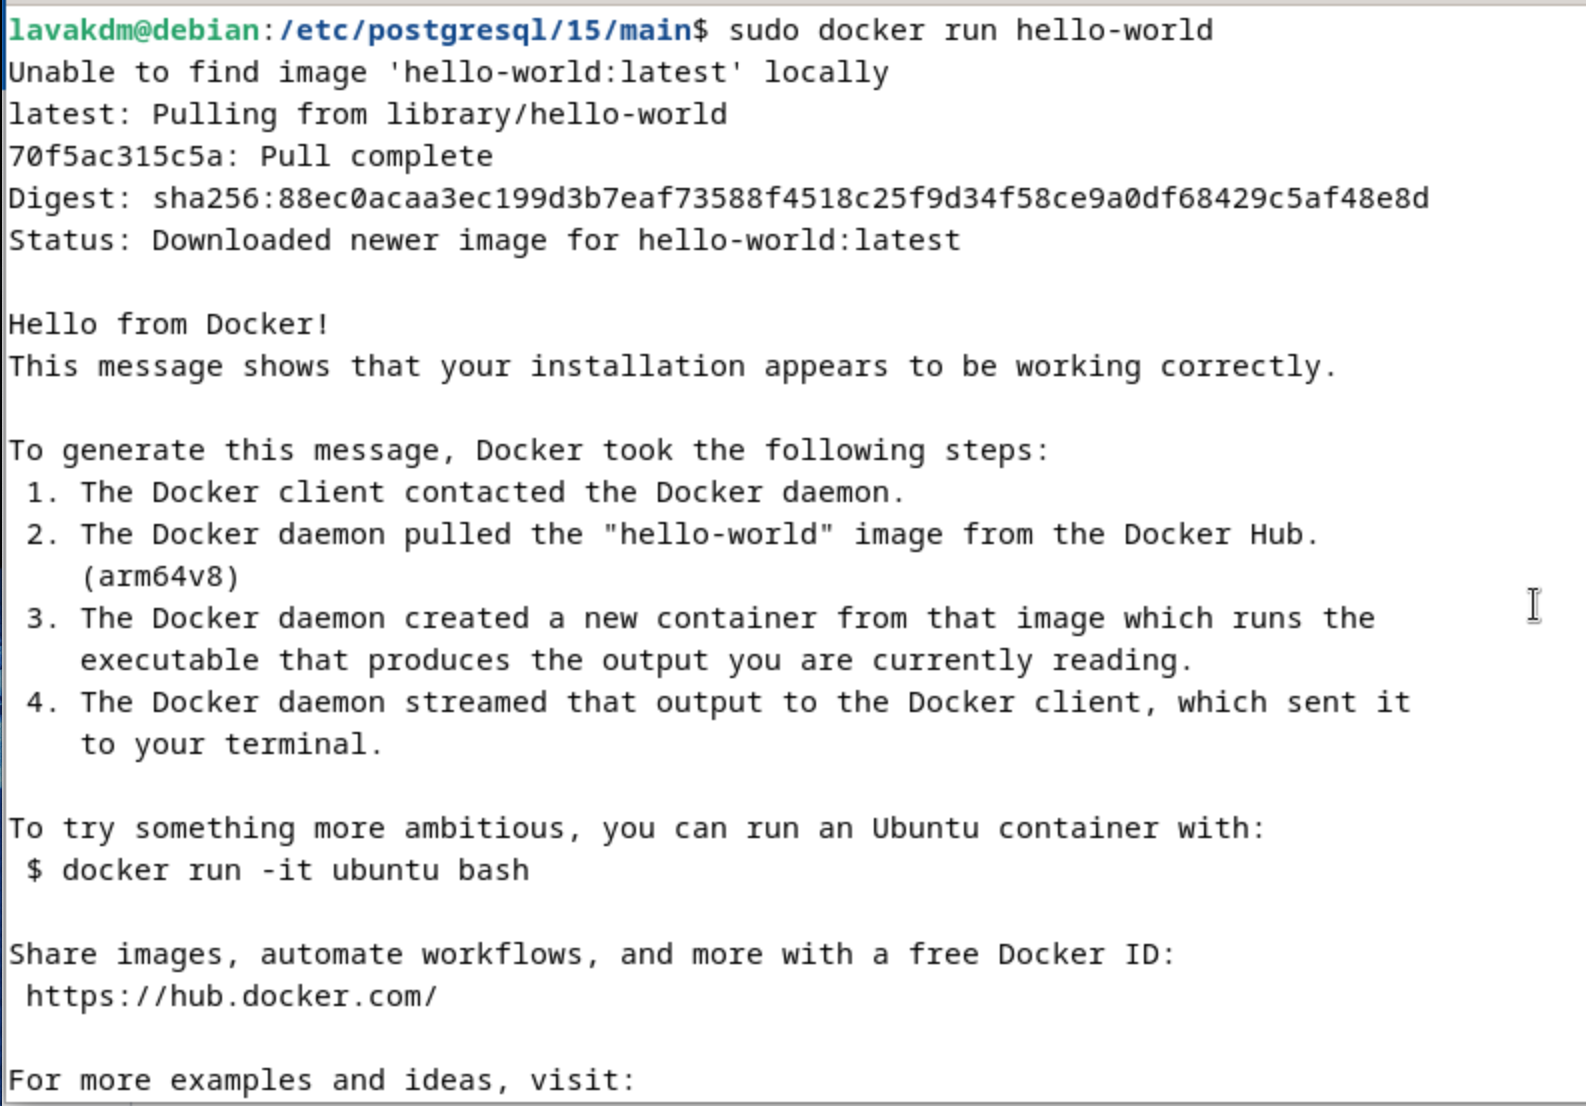 lavakdm@debian:/etc/postgresql/15/main$ sudo docker run hello-world
Unable to find image 'hello-world:latest' locally
latest: Pulling from library/hello-world
70f5ac315c5a: Pull complete
Digest: sha256:88ec0acaa3ec199d3b7eaf73588f4518c25f9d34f58ce9a0df68429c5af48e8d
Status: Downloaded newer image for hello-world:latest

Hello from Docker!
This message shows that your installation appears to be working correctly.

To generate this message, Docker took the following steps:
 1. The Docker client contacted the Docker daemon.
 2. The Docker daemon pulled the "hello-world" image from the Docker Hub.
    (arm64v8)
 3. The Docker daemon created a new container from that image which runs the
    executable that produces the output you are currently reading.
 4. The Docker daemon streamed that output to the Docker client, which sent it
    to your terminal.

To try something more ambitious, you can run an Ubuntu container with:
 $ docker run -it ubuntu bash

Share images, automate workflows, and more with a free Docker ID:
 https://hub.docker.com/

For more examples and ideas, visit: